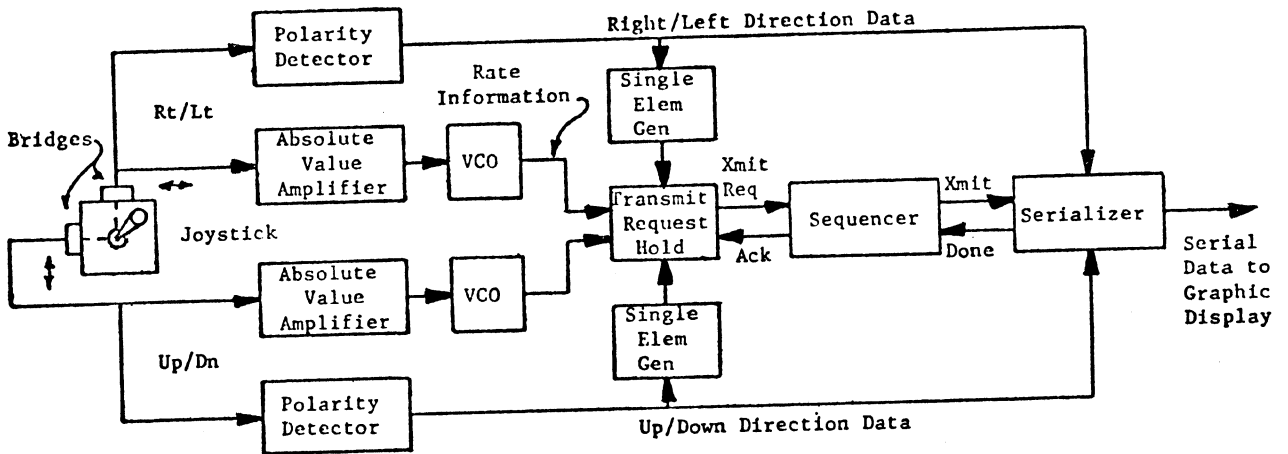 Polarity
Detector
Right/Left Direction Data
Single
Elem
Gen
Rate
Information
Rt/Lt
Bridges
Absolute
Value
Amplifier
VCO
Transmit
Request
Hold
Xmit
Req
Ack
Sequencer
Xmit
Done
Serializer
Joystick
Serial
Data to
Graphic
Display
Absolute
Value
Amplifier
VCO
Single
Elem
Gen
Up/Dn
Polarity
Detector
Up/Down Direction Data